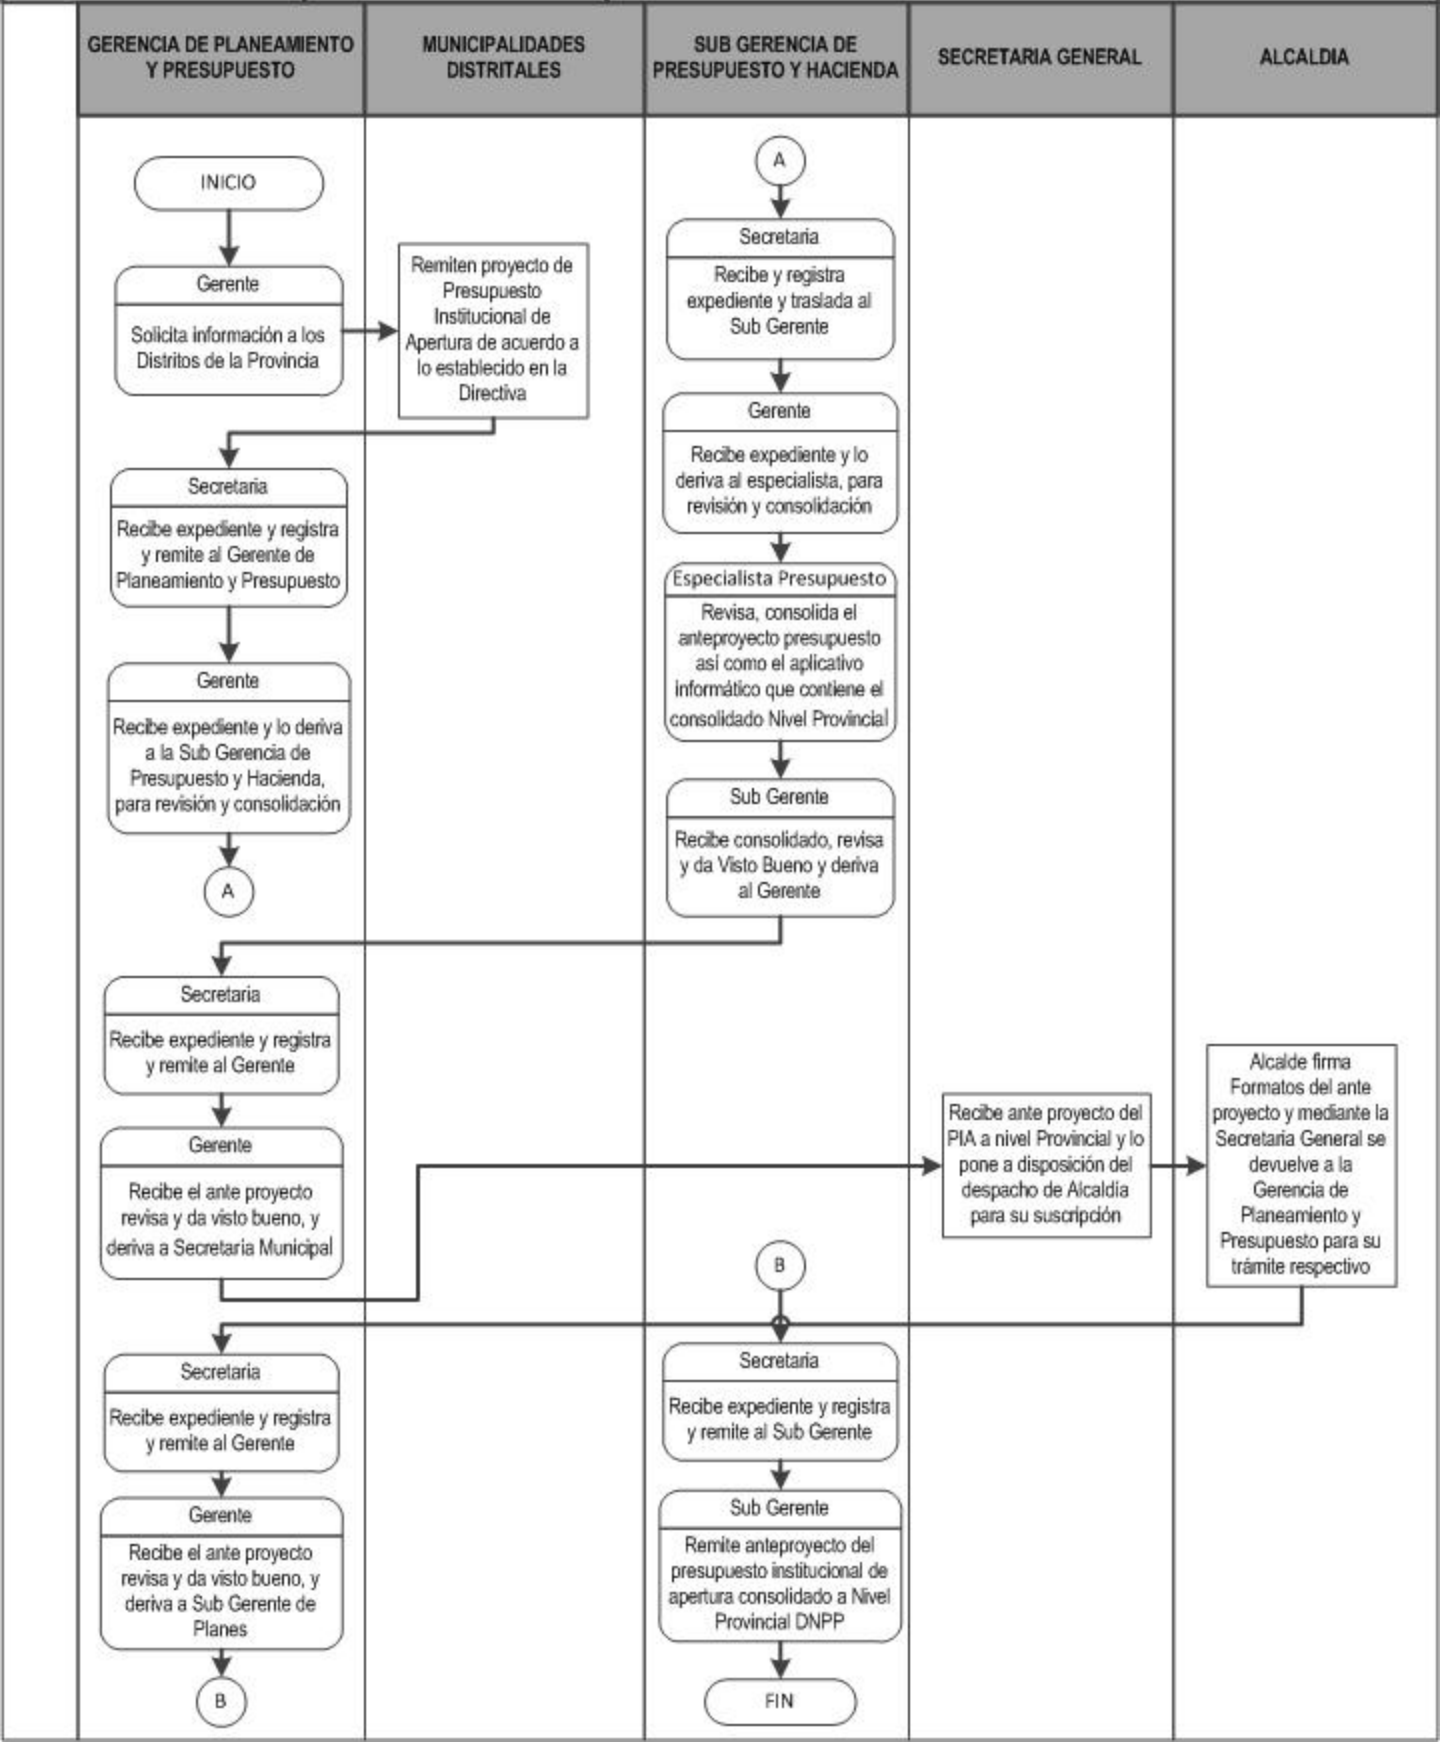 GERENCIA DE PLANEAMIENTO
Y PRESUPUESTO
MUNICIPALIDADES
DISTRITALES
SUB GERENCIA DE
PRESUPUESTO Y HACIENDA
SECRETARIA GENERAL
ALCALDIA
INICIO
Gerente
Solicita información a los
Distritos de la Provincia
Remiten proyecto de
Presupuesto
Institucional de
Apertura de acuerdo a
lo establecido en la
Directiva
Secretaria
Recibe expediente y registra
y remite al Gerente de
Planeamiento y Presupuesto
Gerente
Recibe expediente y lo deriva
a la Sub Gerencia de
Presupuesto y Hacienda,
para revisión y consolidación
A
A
Secretaria
Recibe y registra
expediente y traslada al
Sub Gerente
Gerente
Recibe expediente y lo
deriva al especialista, para
revisión y consolidación
Especialista Presupuesto
Revisa, consolida el
anteproyecto presupuesto
así como el aplicativo
informático que contiene el
consolidado Nivel Provincial
Sub Gerente
Recibe consolidado, revisa
y da Visto Bueno y deriva
al Gerente
Secretaria
Recibe expediente y registra
y remite al Gerente
Gerente
Recibe el ante proyecto
revisa y da visto bueno, y
deriva a Secretaria Municipal
Recibe ante proyecto del
PIA a nivel Provincial y lo
pone a disposición del
despacho de Alcaldía
para su suscripción
Alcalde firma
Formatos del ante
proyecto y mediante la
Secretaria General se
devuelve a la
Gerencia de
Planeamiento y
Presupuesto para su
trámite respectivo
Secretaria
Recibe expediente y registra
y remite al Gerente
Gerente
Recibe el ante proyecto
revisa y da visto bueno, y
deriva a Sub Gerente de
Planes
B
B
Secretaria
Recibe expediente y registra
y remite al Sub Gerente
Sub Gerente
Remite anteproyecto del
presupuesto institucional de
apertura consolidado a Nivel
Provincial DNPP
FIN